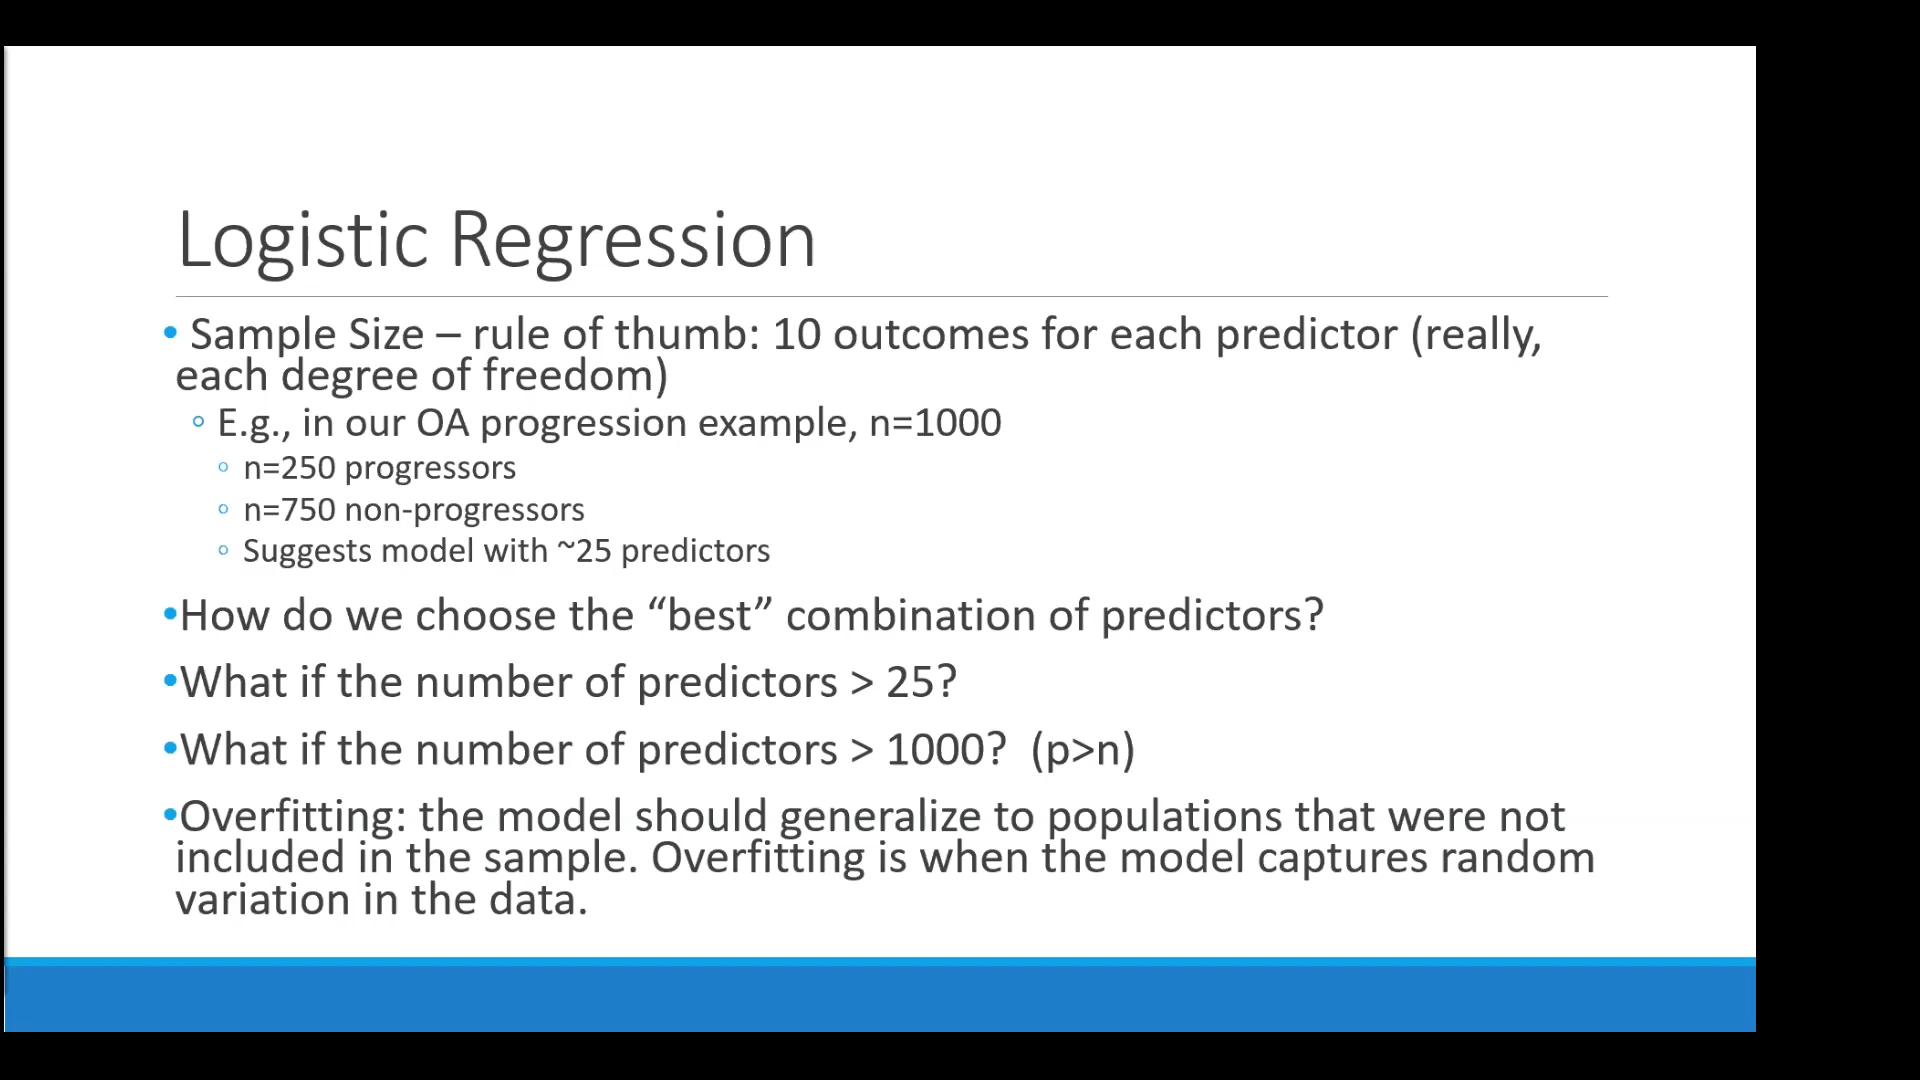 Logistic Regression
• Sample Size – rule of thumb: 10 outcomes for each predictor (really,
each degree of freedom)
◦ E.g., in our OA progression example, n=1000
◦ n=250 progressors
◦ n=750 non-progressors
◦ Suggests model with ~25 predictors
•How do we choose the “best” combination of predictors?
•What if the number of predictors > 25?
•What if the number of predictors > 1000?  (p>n)
•Overfitting: the model should generalize to populations that were not
included in the sample. Overfitting is when the model captures random
variation in the data.